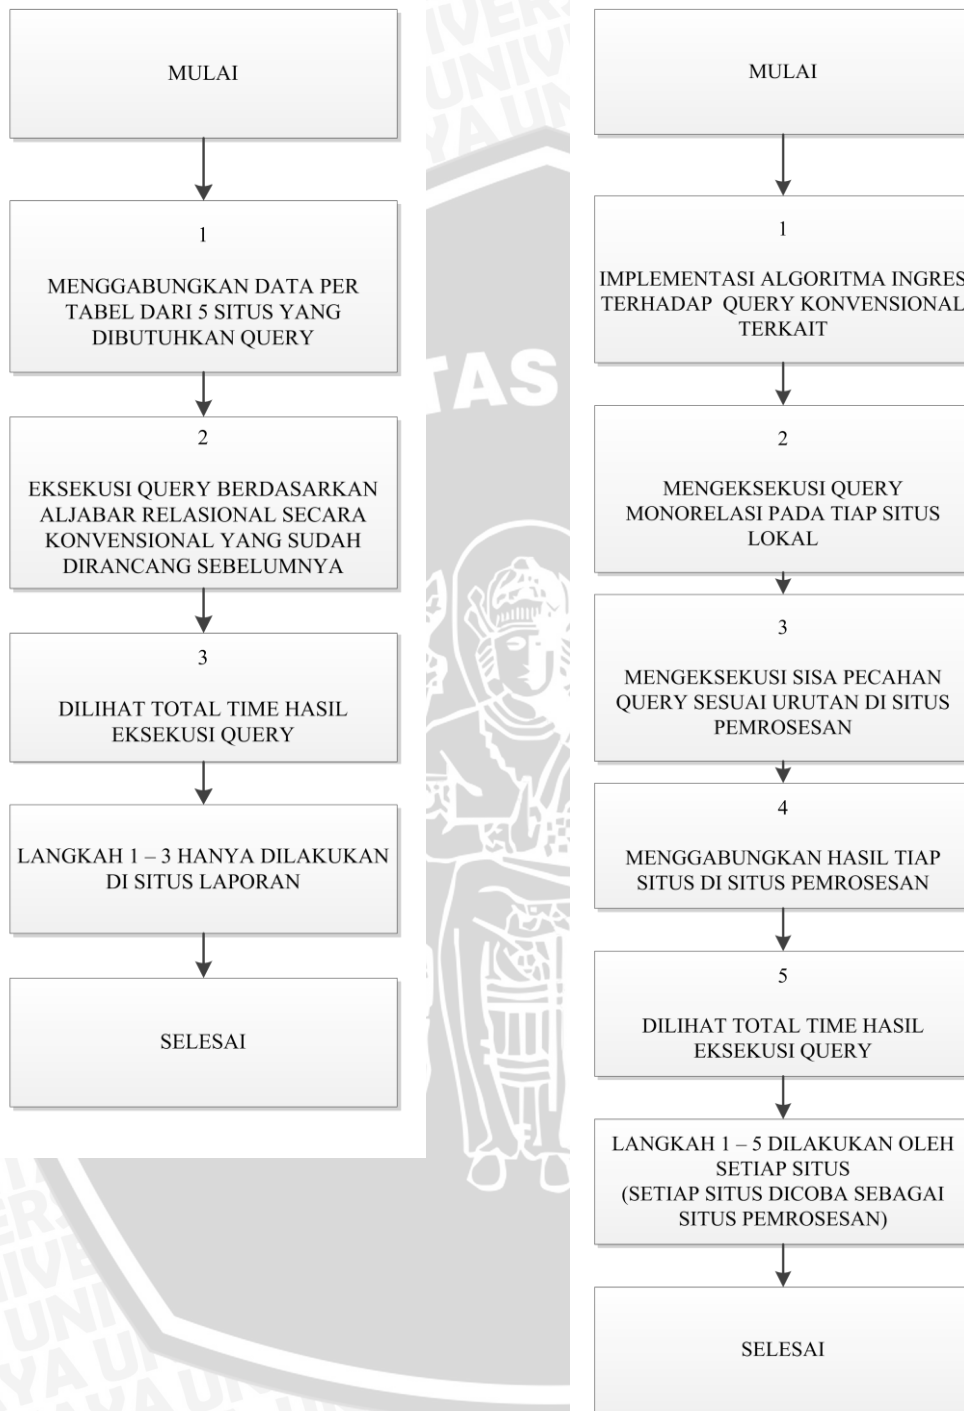 MULAI
1
MENGGABUNGKAN DATA PER
TABEL DARI 5 SITUS YANG
DIBUTUHKAN QUERY
2
EKSEKUSI QUERY BERDASARKAN
ALJABAR RELASIONAL SECARA
KONVENSIONAL YANG SUDAH
DIRANCANG SEBELUMNYA
3
DILIHAT TOTAL TIME HASIL
EKSEKUSI QUERY
LANGKAH 1 – 3 HANYA DILAKUKAN
DI SITUS LAPORAN
SELESAI
TAS
MULAI
1
IMPLEMENTASI ALGORITMA INGRES
TERHADAP QUERY KONVENSIONAL
TERKAIT
2
MENGEKSEKUSI QUERY
MONORELASI PADA TIAP SITUS
LOKAL
3
MENGEKSEKUSI SISA PECAHAN
QUERY SESUAI URUTAN DI SITUS
PEMROSESAN
4
MENGGABUNGKAN HASIL TIAP
SITUS DI SITUS PEMROSESAN
5
DILIHAT TOTAL TIME HASIL
EKSEKUSI QUERY
LANGKAH 1 – 5 DILAKUKAN OLEH
SETIAP SITUS
(SETIAP SITUS DICOBA SEBAGAI
SITUS PEMROSESAN)
SELESAI